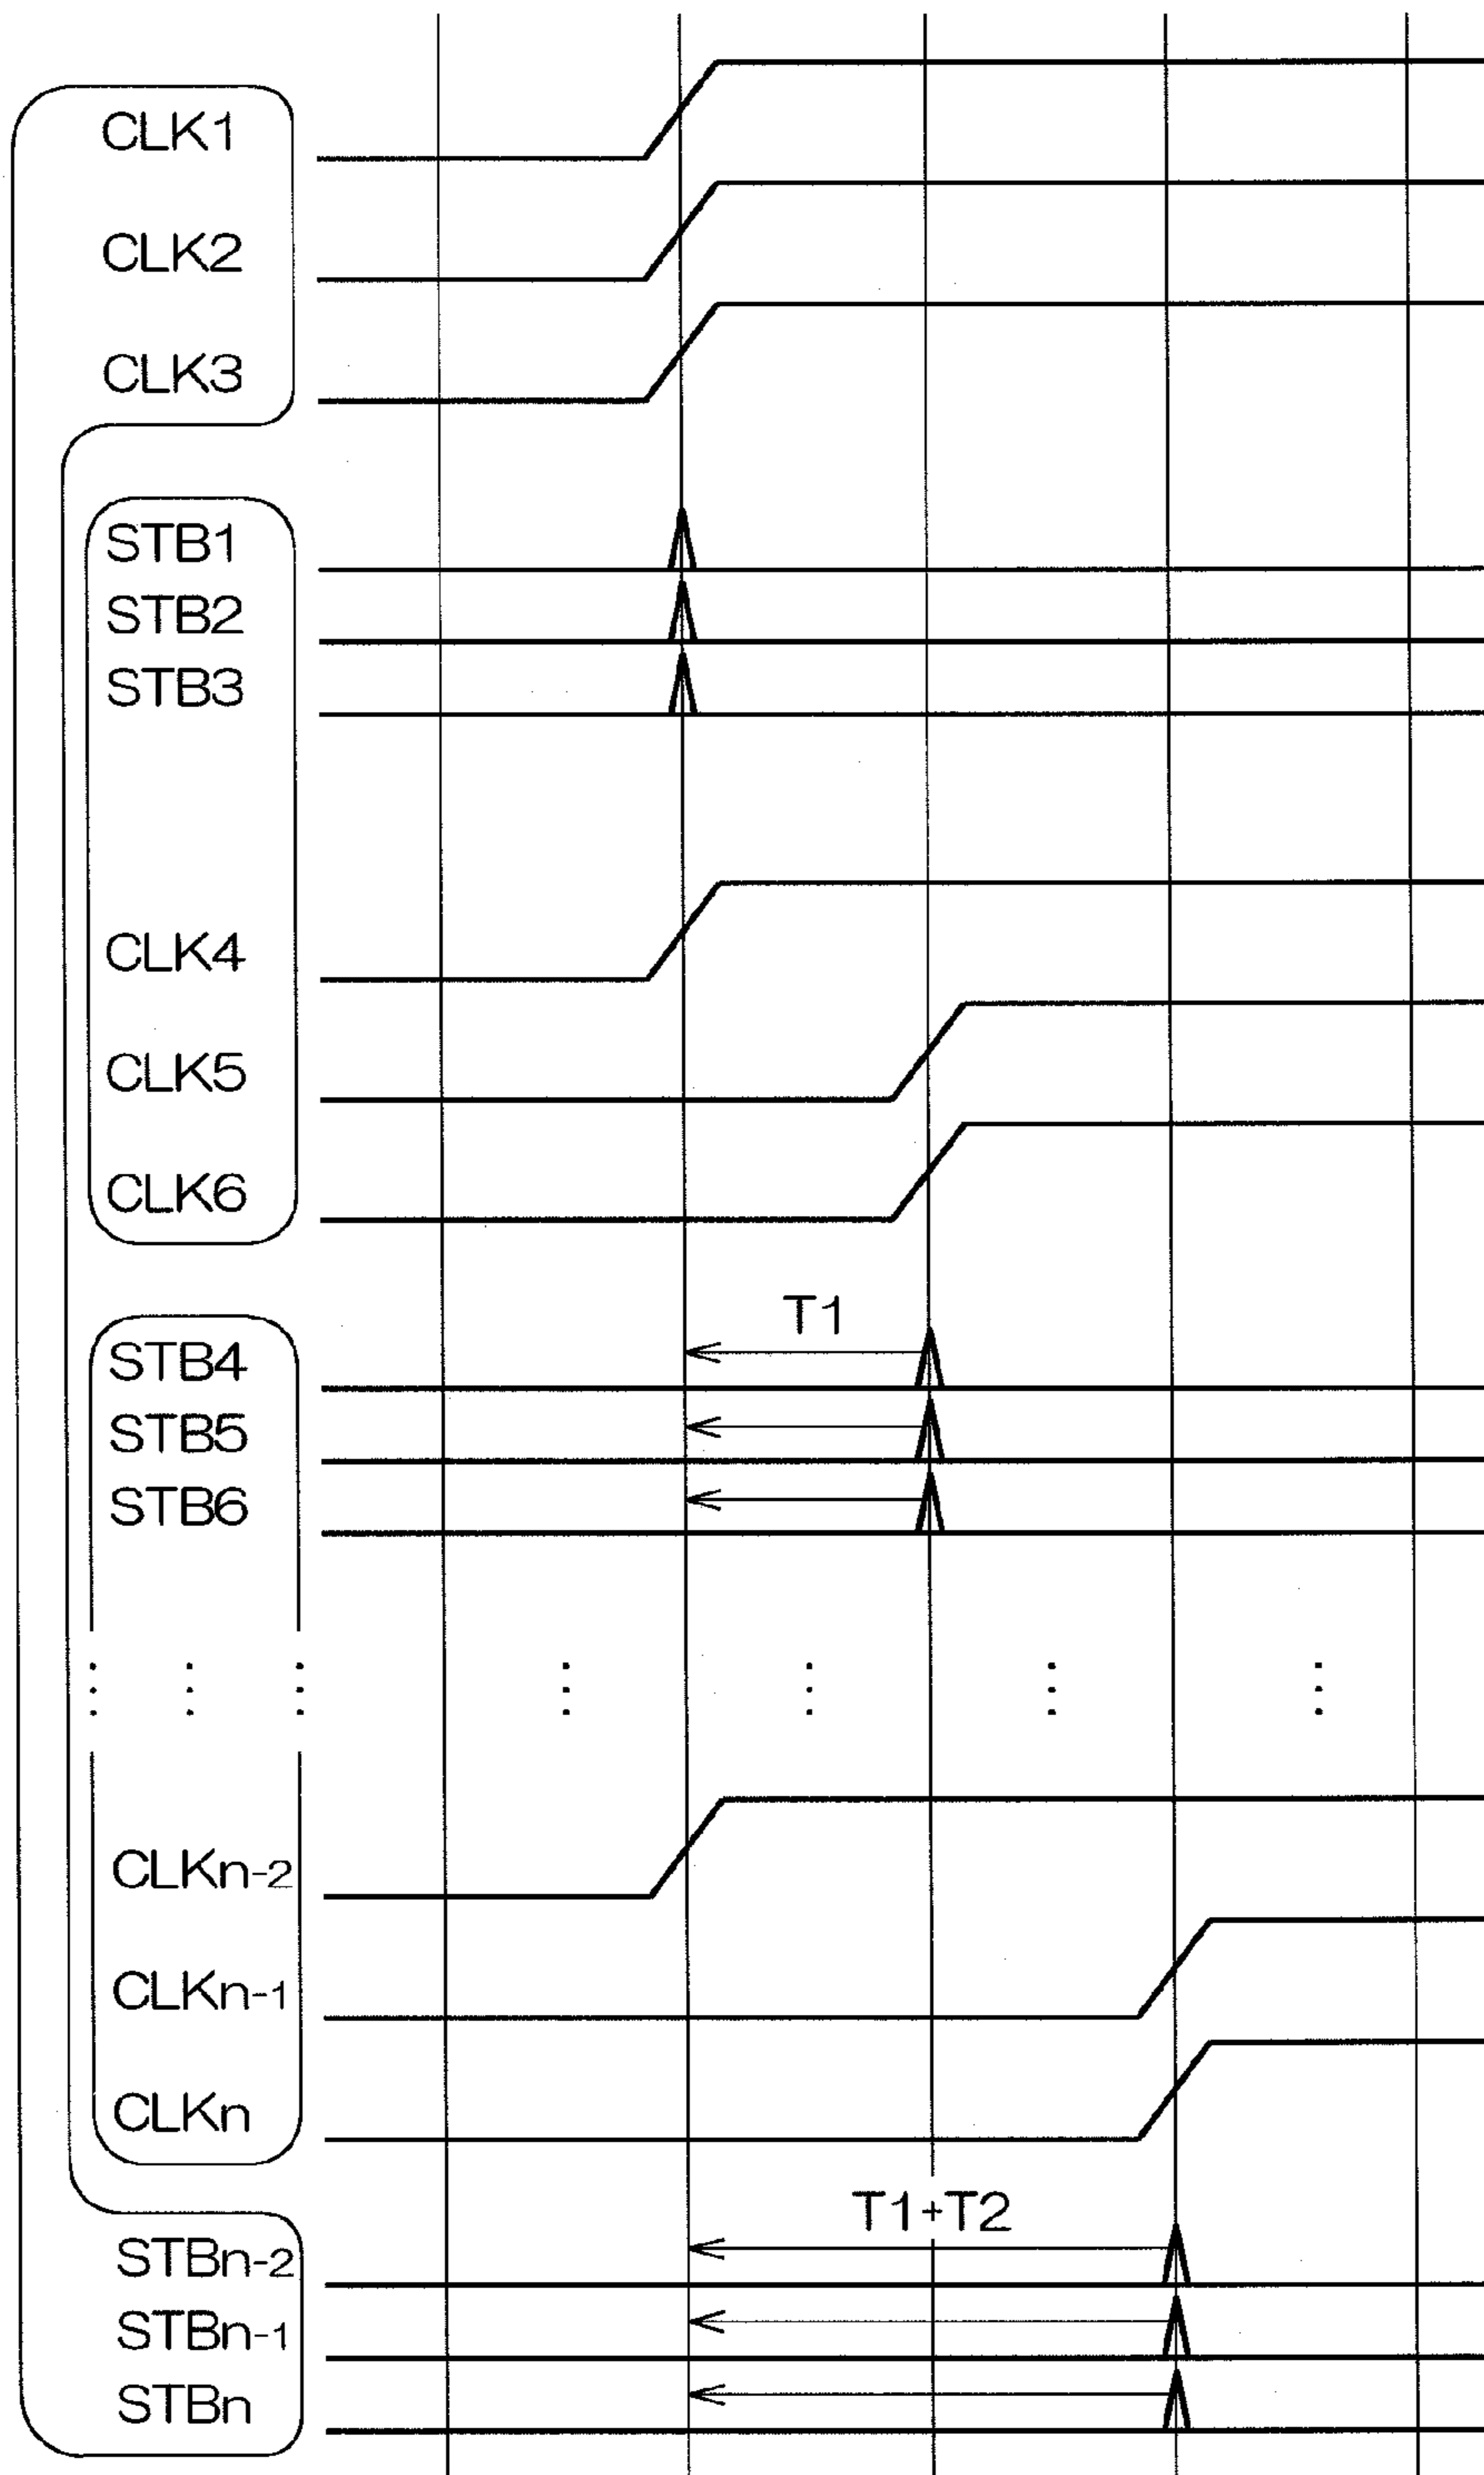 CLK1
CLK2
CLK3
STB1
STB2
STB3
CLK4
CLK5
CLK6
T1
STB4
STB5
STB6
CLKn-2
CLKn-1
CLKn
T1+T2
STBn-2
STBn-1
STBn